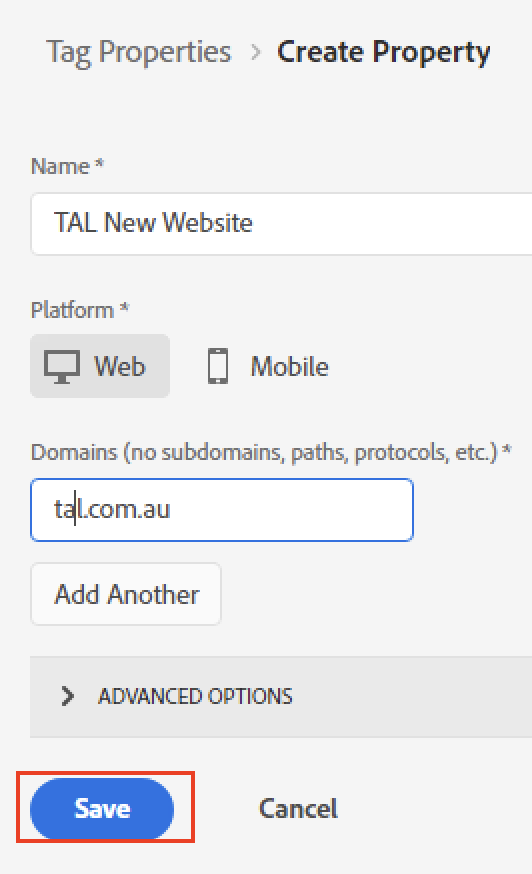 Tag Properties > Create Property
Name *
TAL New Website
Platform *
Web Mobile
Domains (no subdomains, paths, protocols, etc.) *
tal.com.au
Add Another
ADVANCED OPTIONS
Save Cancel